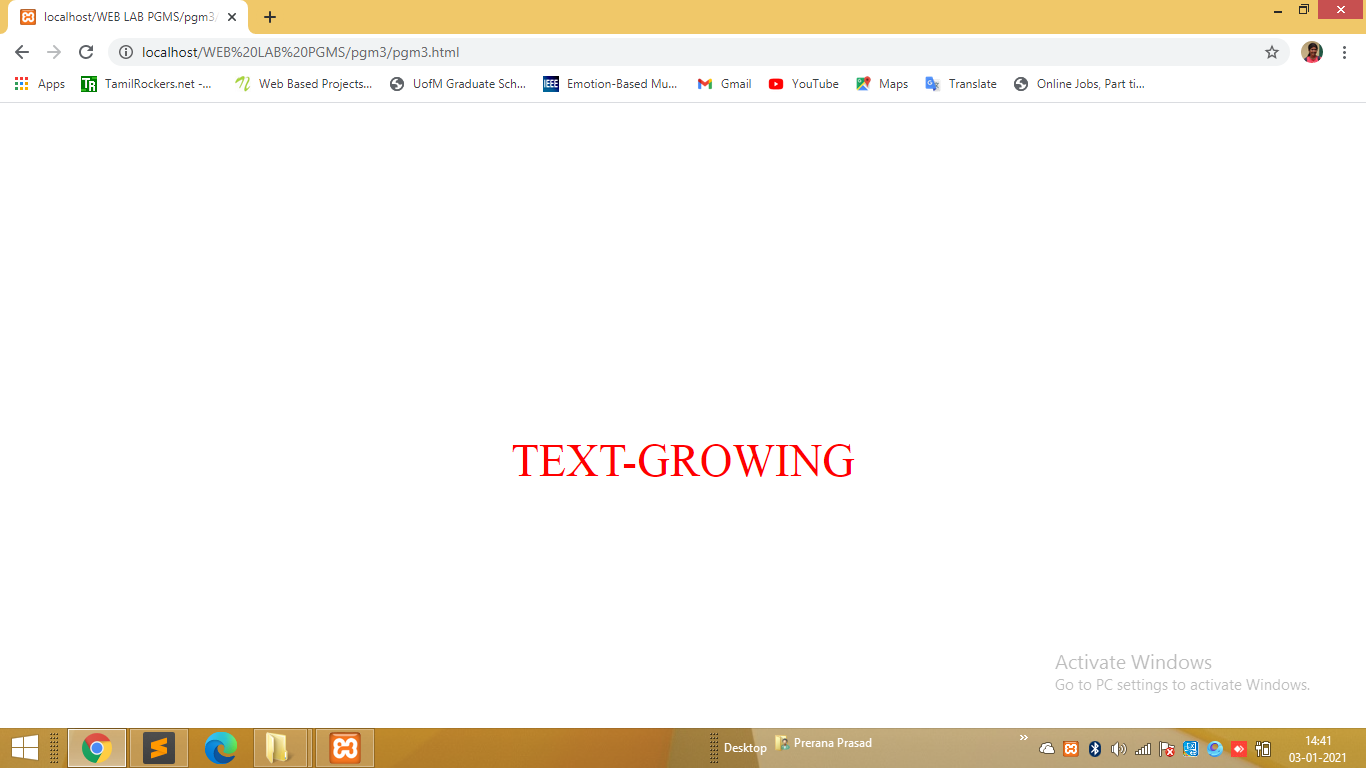 localhost/WEB LAB PGMS/pgm3/
localhost/WEB%20LAB%20PGMS/pgm3/pgm3.html
Apps
TR TamilRockers.net -...
Web Based Projects...
UofM Graduate Sch...
IEEE Emotion-Based Mu...
Gmail
YouTube
Maps
Translate
Online Jobs, Part ti...
TEXT-GROWING
Activate Windows
Go to PC settings to activate Windows.
Desktop
Prerana Prasad
14:41
03-01-2021